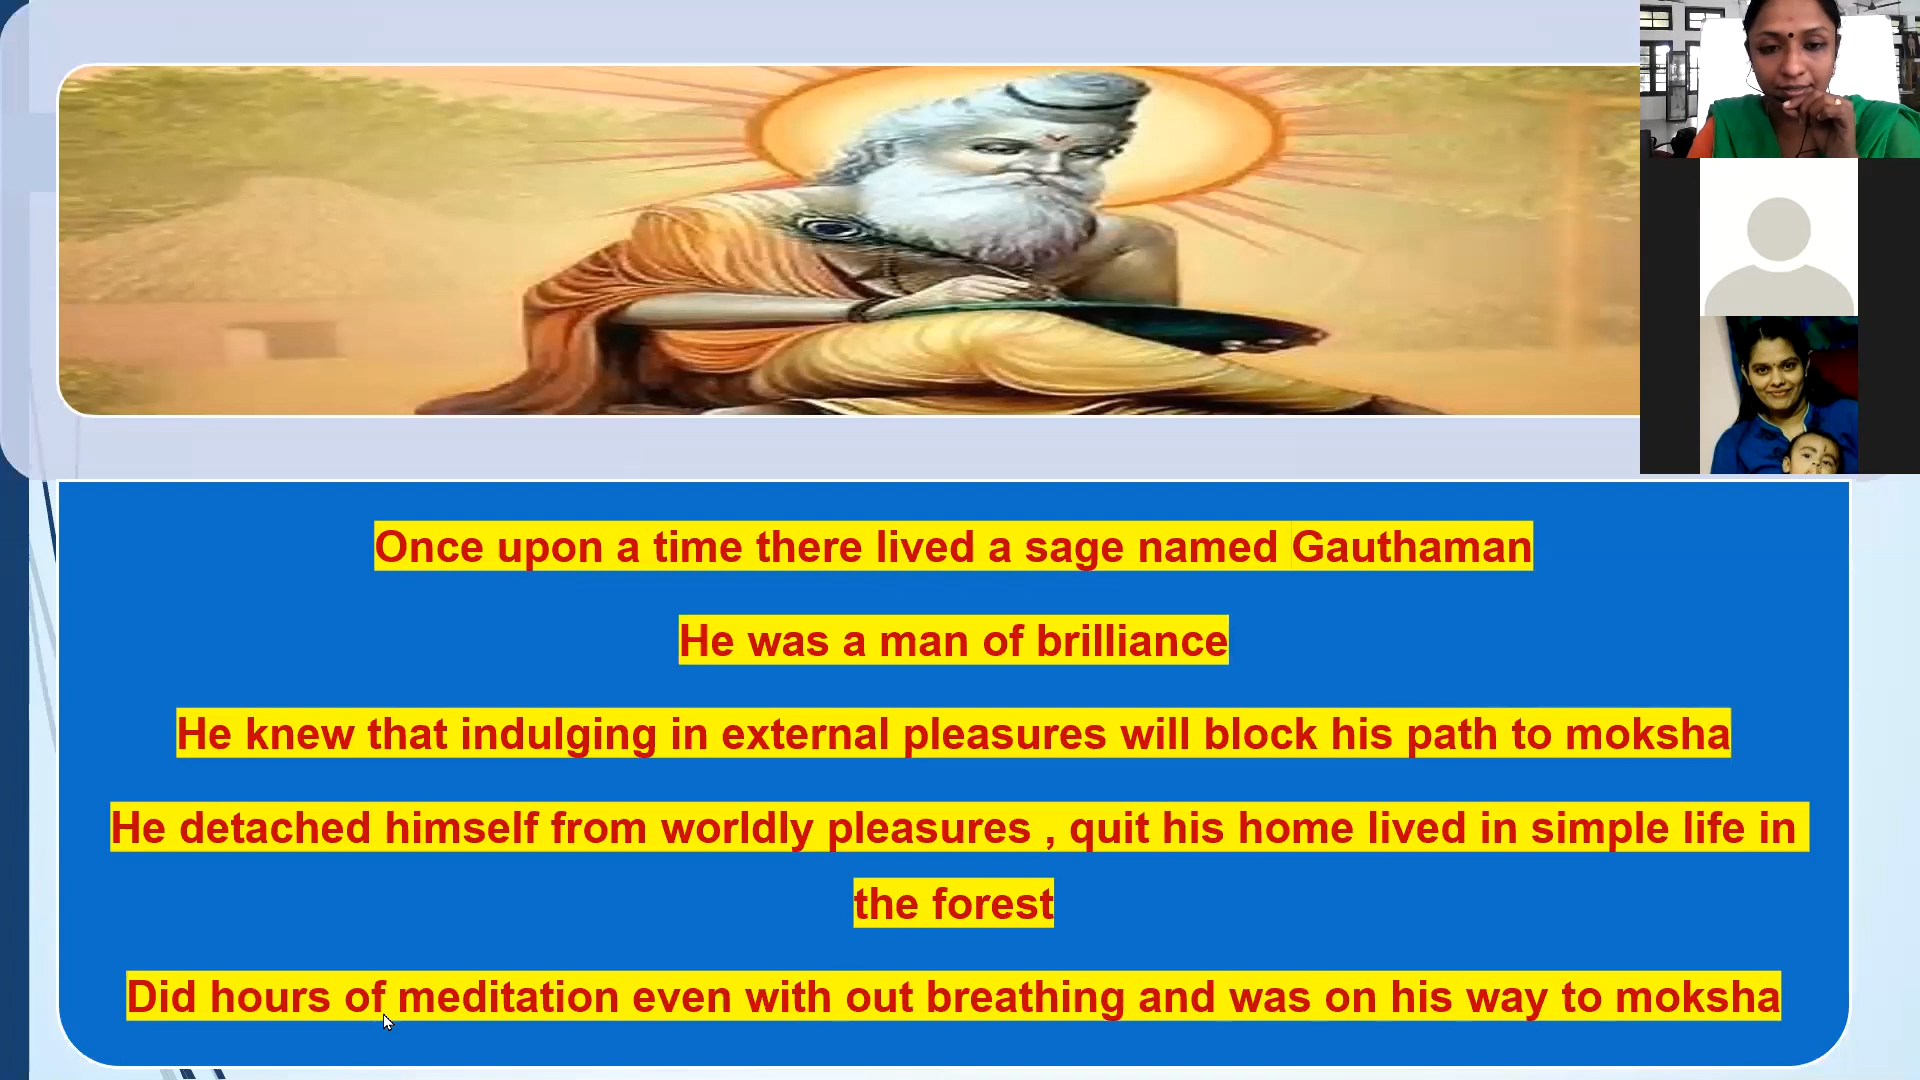 Once upon a time there lived a sage named Gauthaman
He was a man of brilliance
He knew that indulging in external pleasures will block his path to moksha
He detached himself from worldly pleasures , quit his home lived in simple life in
the forest
Did hours of meditation even with out breathing and was on his way to moksha